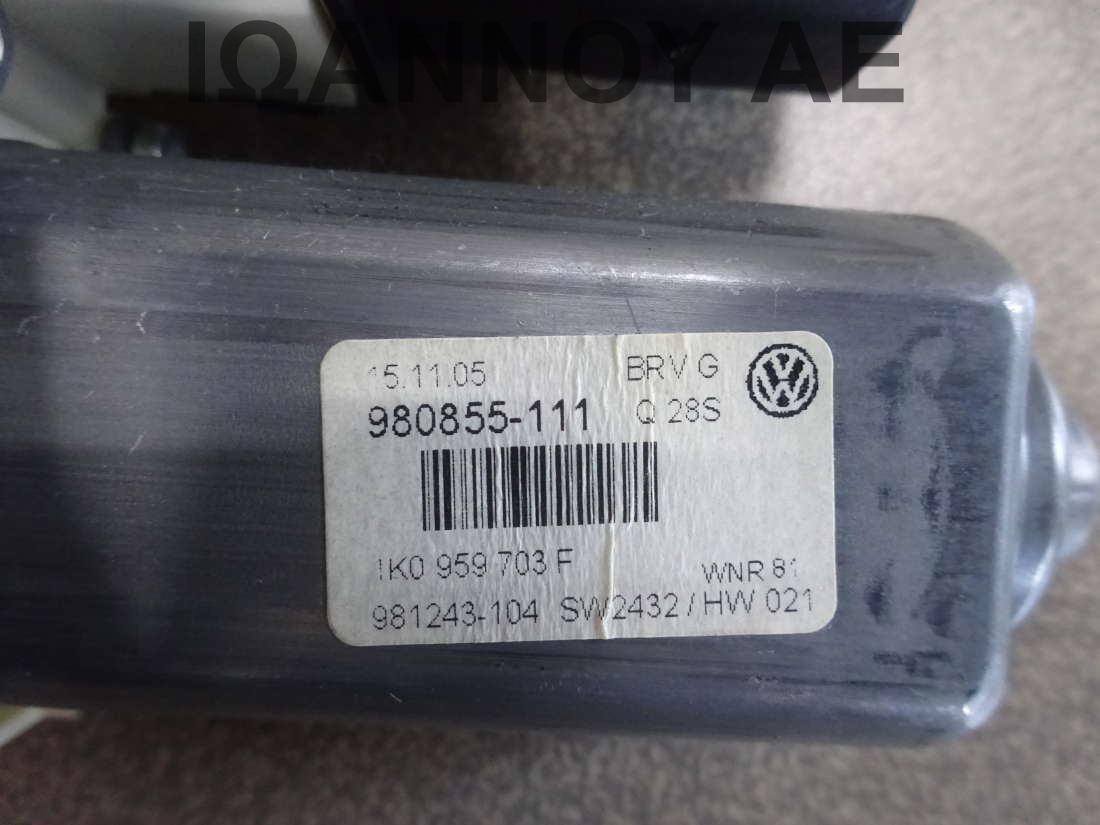 ΙΩΑΝΝΟΥ ΑΕ
15.11.05 BRV G
980855-111 Q 28S
1K0 959 703 F
WNR 81
981243-104 SW2432 / HW 021